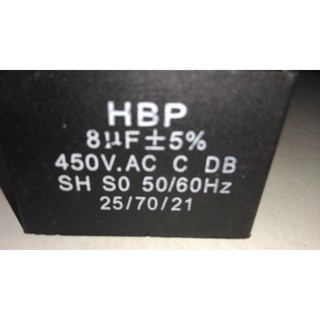 HBP
8µF±5%
450V.AC C DB
SH S0 50/60Hz
25/70/21